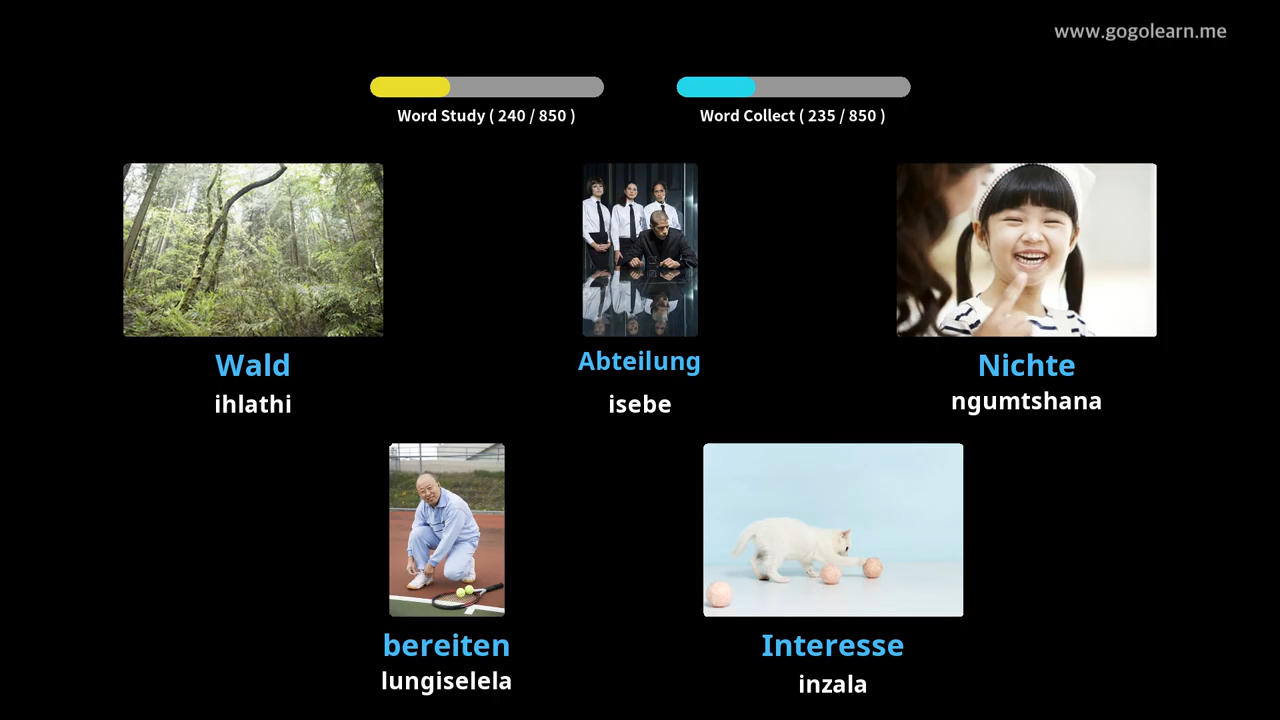 www.gogolearn.me
Word Study ( 240 / 850 )
Word Collect ( 235 / 850 )
Wald
ihlathi
Abteilung
isebe
Nichte
ngumtshana
bereiten
lungiselela
Interesse
inzala